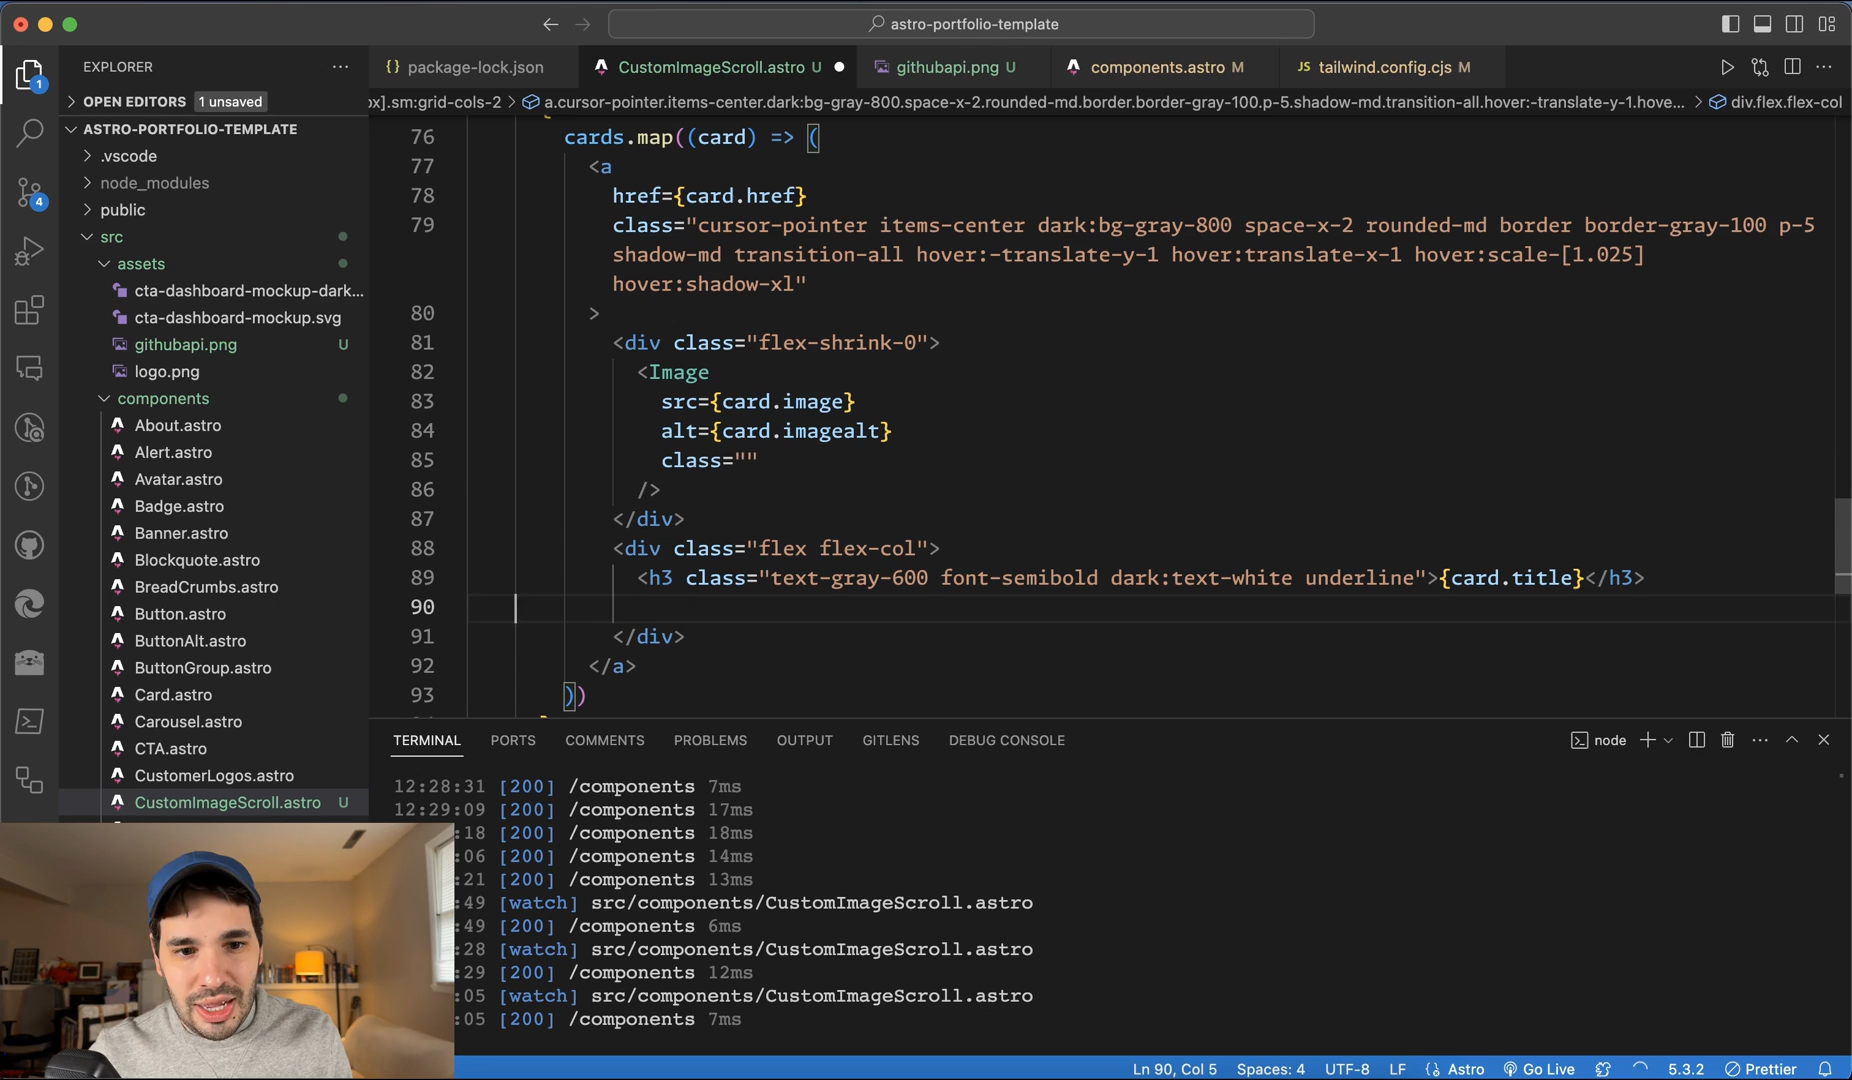 astro-portfolio-template
EXPLORER
OPEN EDITORS 1 unsaved
ASTRO-PORTFOLIO-TEMPLATE
.vscode
node_modules
public
src
assets
cta-dashboard-mockup-dark...
cta-dashboard-mockup.svg
githubapi.png U
logo.png
components
About.astro
Alert.astro
Avatar.astro
Badge.astro
Banner.astro
Blockquote.astro
BreadCrumbs.astro
Button.astro
ButtonAlt.astro
ButtonGroup.astro
Card.astro
Carousel.astro
CTA.astro
CustomerLogos.astro
CustomImageScroll.astro U
1
4
{} package-lock.json
CustomImageScroll.astro U
githubapi.png U
components.astro M
JS tailwind.config.cjs M
ox].sm:grid-cols-2 > a.cursor-pointer.items-center.dark:bg-gray-800.space-x-2.rounded-md.border.border-gray-100.p-5.shadow-md.transition-all.hover:-translate-y-1.hove... > div.flex.flex-col
76 cards.map((card) => (
77 <a
78 href={card.href}
79 class="cursor-pointer items-center dark:bg-gray-800 space-x-2 rounded-md border border-gray-100 p-5
shadow-md transition-all hover:-translate-y-1 hover:translate-x-1 hover:scale-[1.025]
hover:shadow-xl"
80 >
81 <div class="flex-shrink-0">
82 <Image
83 src={card.image}
84 alt={card.imagealt}
85 class=""
86 />
87 </div>
88 <div class="flex flex-col">
89 <h3 class="text-gray-600 font-semibold dark:text-white underline">{card.title}</h3>
90
91 </div>
92 </a>
93 ))
TERMINAL PORTS COMMENTS PROBLEMS OUTPUT GITLENS DEBUG CONSOLE
node
12:28:31 [200] /components 7ms
12:29:09 [200] /components 17ms
:18 [200] /components 18ms
:06 [200] /components 14ms
:21 [200] /components 13ms
:49 [watch] src/components/CustomImageScroll.astro
:49 [200] /components 6ms
:28 [watch] src/components/CustomImageScroll.astro
:29 [200] /components 12ms
:05 [watch] src/components/CustomImageScroll.astro
:05 [200] /components 7ms
Ln 90, Col 5 Spaces: 4 UTF-8 LF Astro Go Live 5.3.2 Prettier